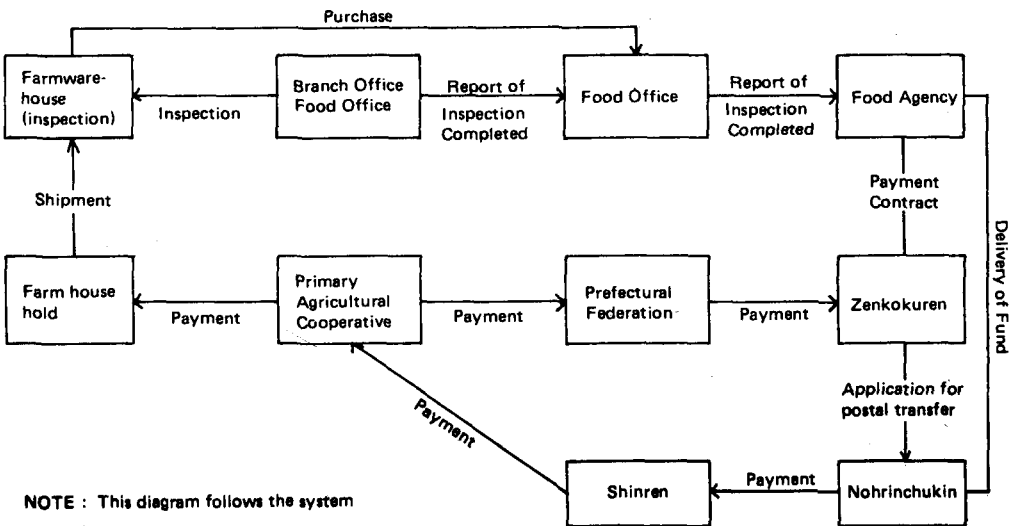 Purchase
Farmware-
house
(inspection)
Inspection
Branch Office
Food Office
Report of
Inspection
Completed
Food Office
Report of
Inspection
Completed
Food Agency
Shipment
Payment
Contract
Delivery of Fund
Farm house
hold
Payment
Primary
Agricultural
Cooperative
Payment
Prefectural
Federation
Payment
Zenkokuren
Application for
postal transfer
Payment
Shinren
Payment
Nohrinchukin
NOTE : This diagram follows the system